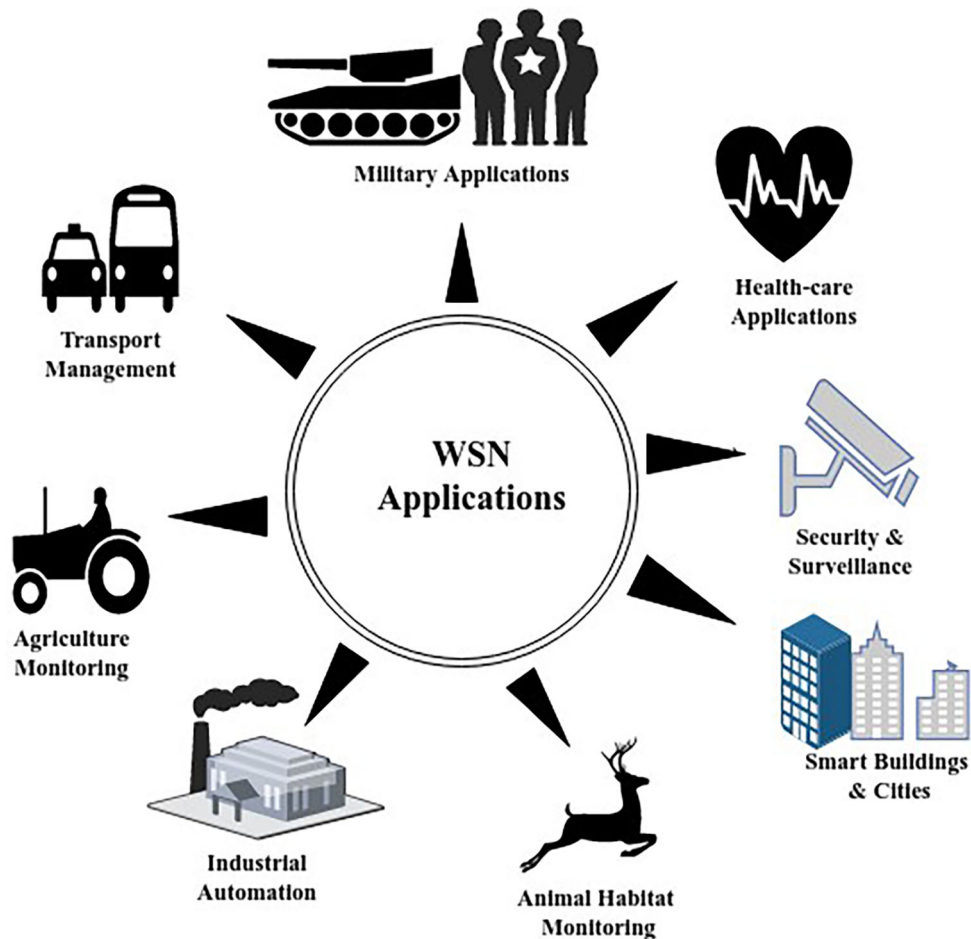 Military Applications
Health-care
Applications
Transport
Management
WSN
Applications
Security &
Surveillance
Agriculture
Monitoring
Smart Buildings
& Cities
Industrial
Automation
Animal Habitat
Monitoring